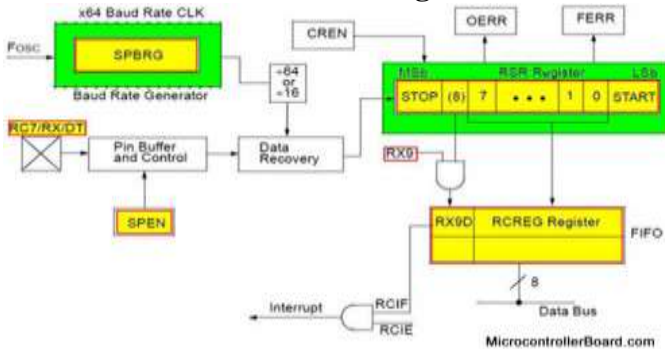 x64 Baud Rate CLK
OERR
FERR
CREN
FOSC
SPBRG
÷64
or
÷16
MSb
RSR Register
LSb
STOP
(8)
7
• • •
1
0
START
Baud Rate Generator
RC7/RX/DT
Pin Buffer
and Control
Data
Recovery
RX9
SPEN
RX9D
RCREG Register
FIFO
8
Interrupt
RCIF
RCIE
Data Bus
MicrocontrollerBoard.com